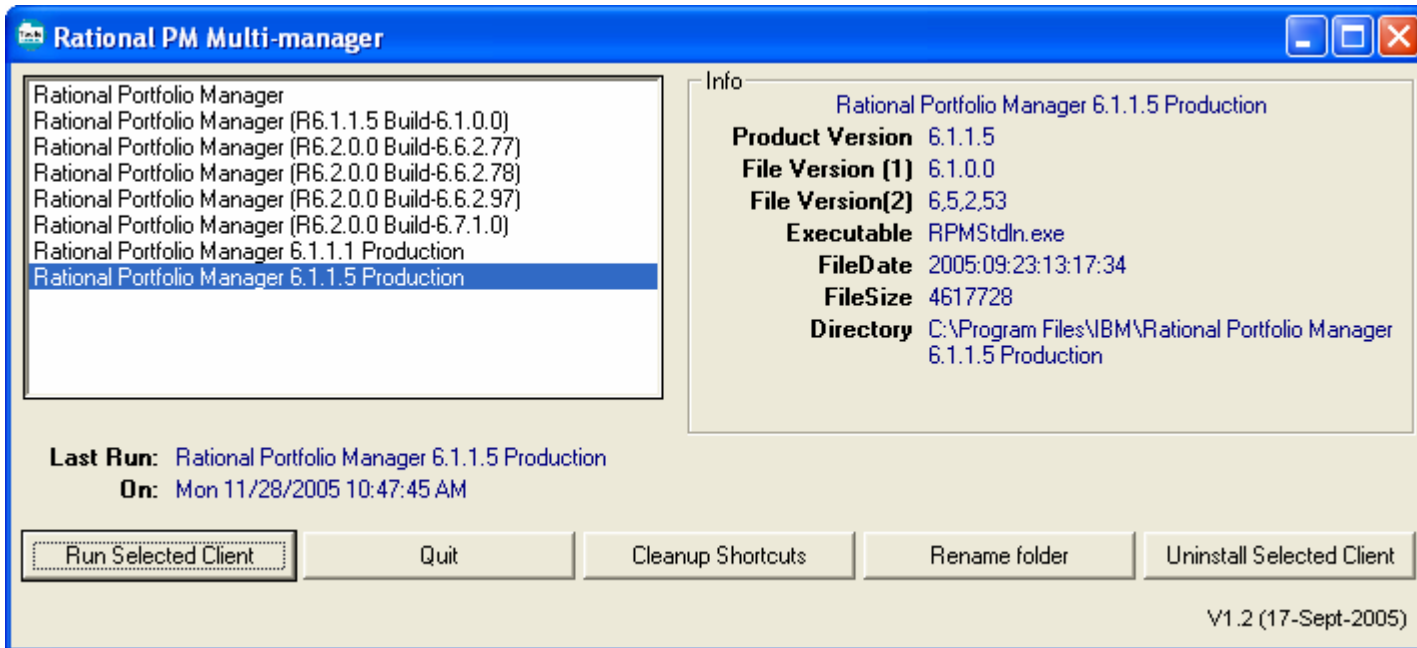 Rational PM Multi-manager
Rational Portfolio Manager
Rational Portfolio Manager (R6.1.1.5 Build-6.1.0.0)
Rational Portfolio Manager (R6.2.0.0 Build-6.6.2.77)
Rational Portfolio Manager (R6.2.0.0 Build-6.6.2.78)
Rational Portfolio Manager (R6.2.0.0 Build-6.6.2.97)
Rational Portfolio Manager (R6.2.0.0 Build-6.7.1.0)
Rational Portfolio Manager 6.1.1.1 Production
Rational Portfolio Manager 6.1.1.5 Production
Info
Rational Portfolio Manager 6.1.1.5 Production
Product Version 6.1.1.5
File Version (1) 6.1.0.0
File Version(2) 6,5,2,53
Executable RPMStdIn.exe
FileDate 2005:09:23:13:17:34
FileSize 4617728
Directory C:\Program Files\IBM\Rational Portfolio Manager
6.1.1.5 Production
Last Run: Rational Portfolio Manager 6.1.1.5 Production
On: Mon 11/28/2005 10:47:45 AM
Run Selected Client Quit Cleanup Shortcuts Rename folder Uninstall Selected Client
V1.2 (17-Sept-2005)